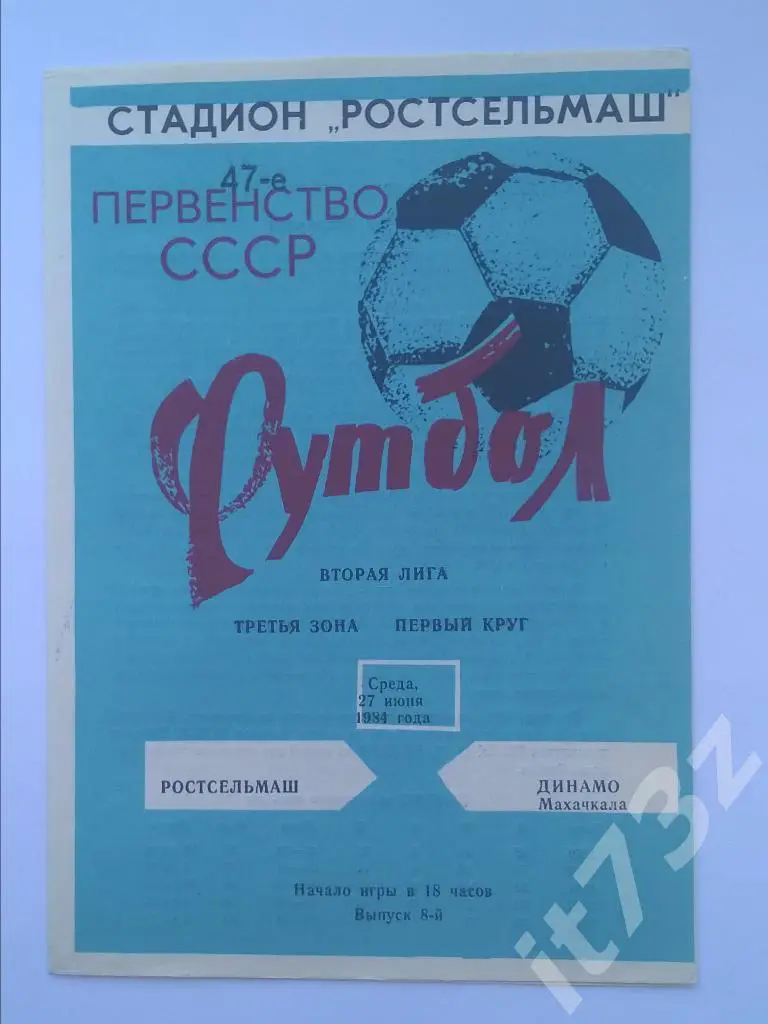 СТАДИОН „РОСТСЕЛЬМАШ"
47-е
ПЕРВЕНСТВО
СССР
Футбол
ВТОРАЯ ЛИГА
ТРЕТЬЯ ЗОНА ПЕРВЫЙ КРУГ
Среда,
27 июня
1984 года
РОСТСЕЛЬМАШ
ДИНАМО
Махачкала
Начало игры в 18 часов
Выпуск 8-й
it73z